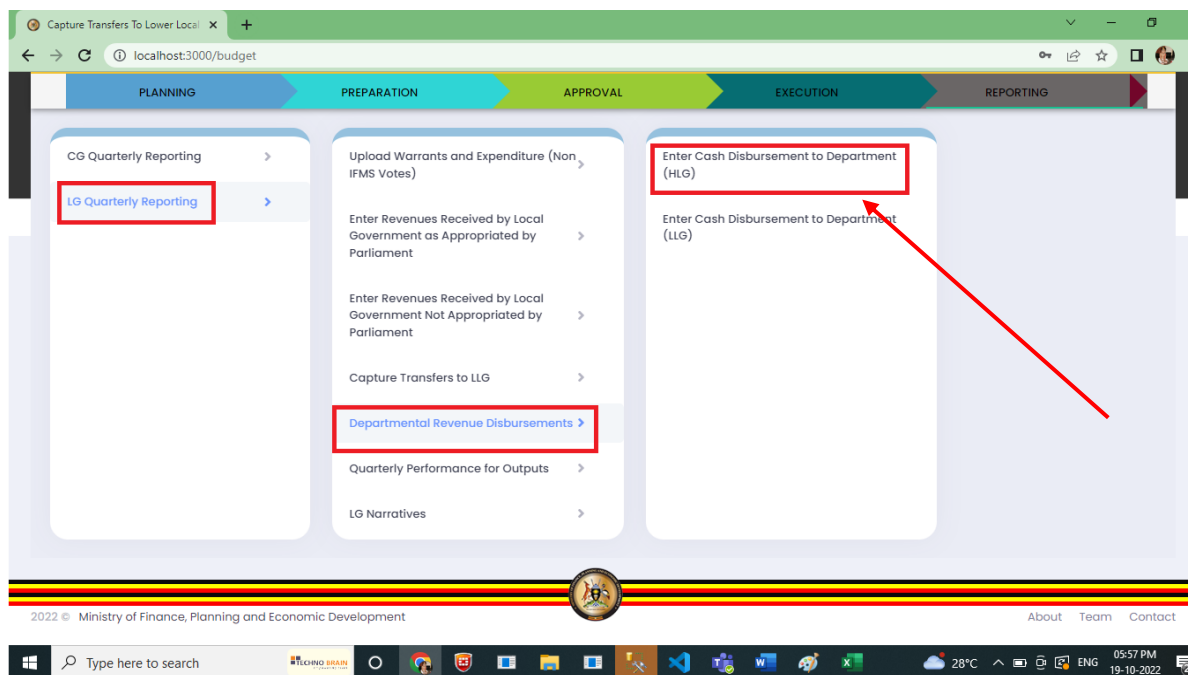 Capture Transfers To Lower Local
localhost:3000/budget
PLANNING
PREPARATION
APPROVAL
EXECUTION
REPORTING
CG Quarterly Reporting
LG Quarterly Reporting
Upload Warrants and Expenditure (Non
IFMS Votes)
Enter Revenues Received by Local
Government as Appropriated by
Parliament
Enter Revenues Received by Local
Government Not Appropriated by
Parliament
Capture Transfers to LLG
Departmental Revenue Disbursements
Quarterly Performance for Outputs
LG Narratives
Enter Cash Disbursement to Department
(HLG)
Enter Cash Disbursement to Department
(LLG)
2022 © Ministry of Finance, Planning and Economic Development
About Team Contact
Type here to search
TECHNO BRAIN
28°C
ENG
05:57 PM
19-10-2022